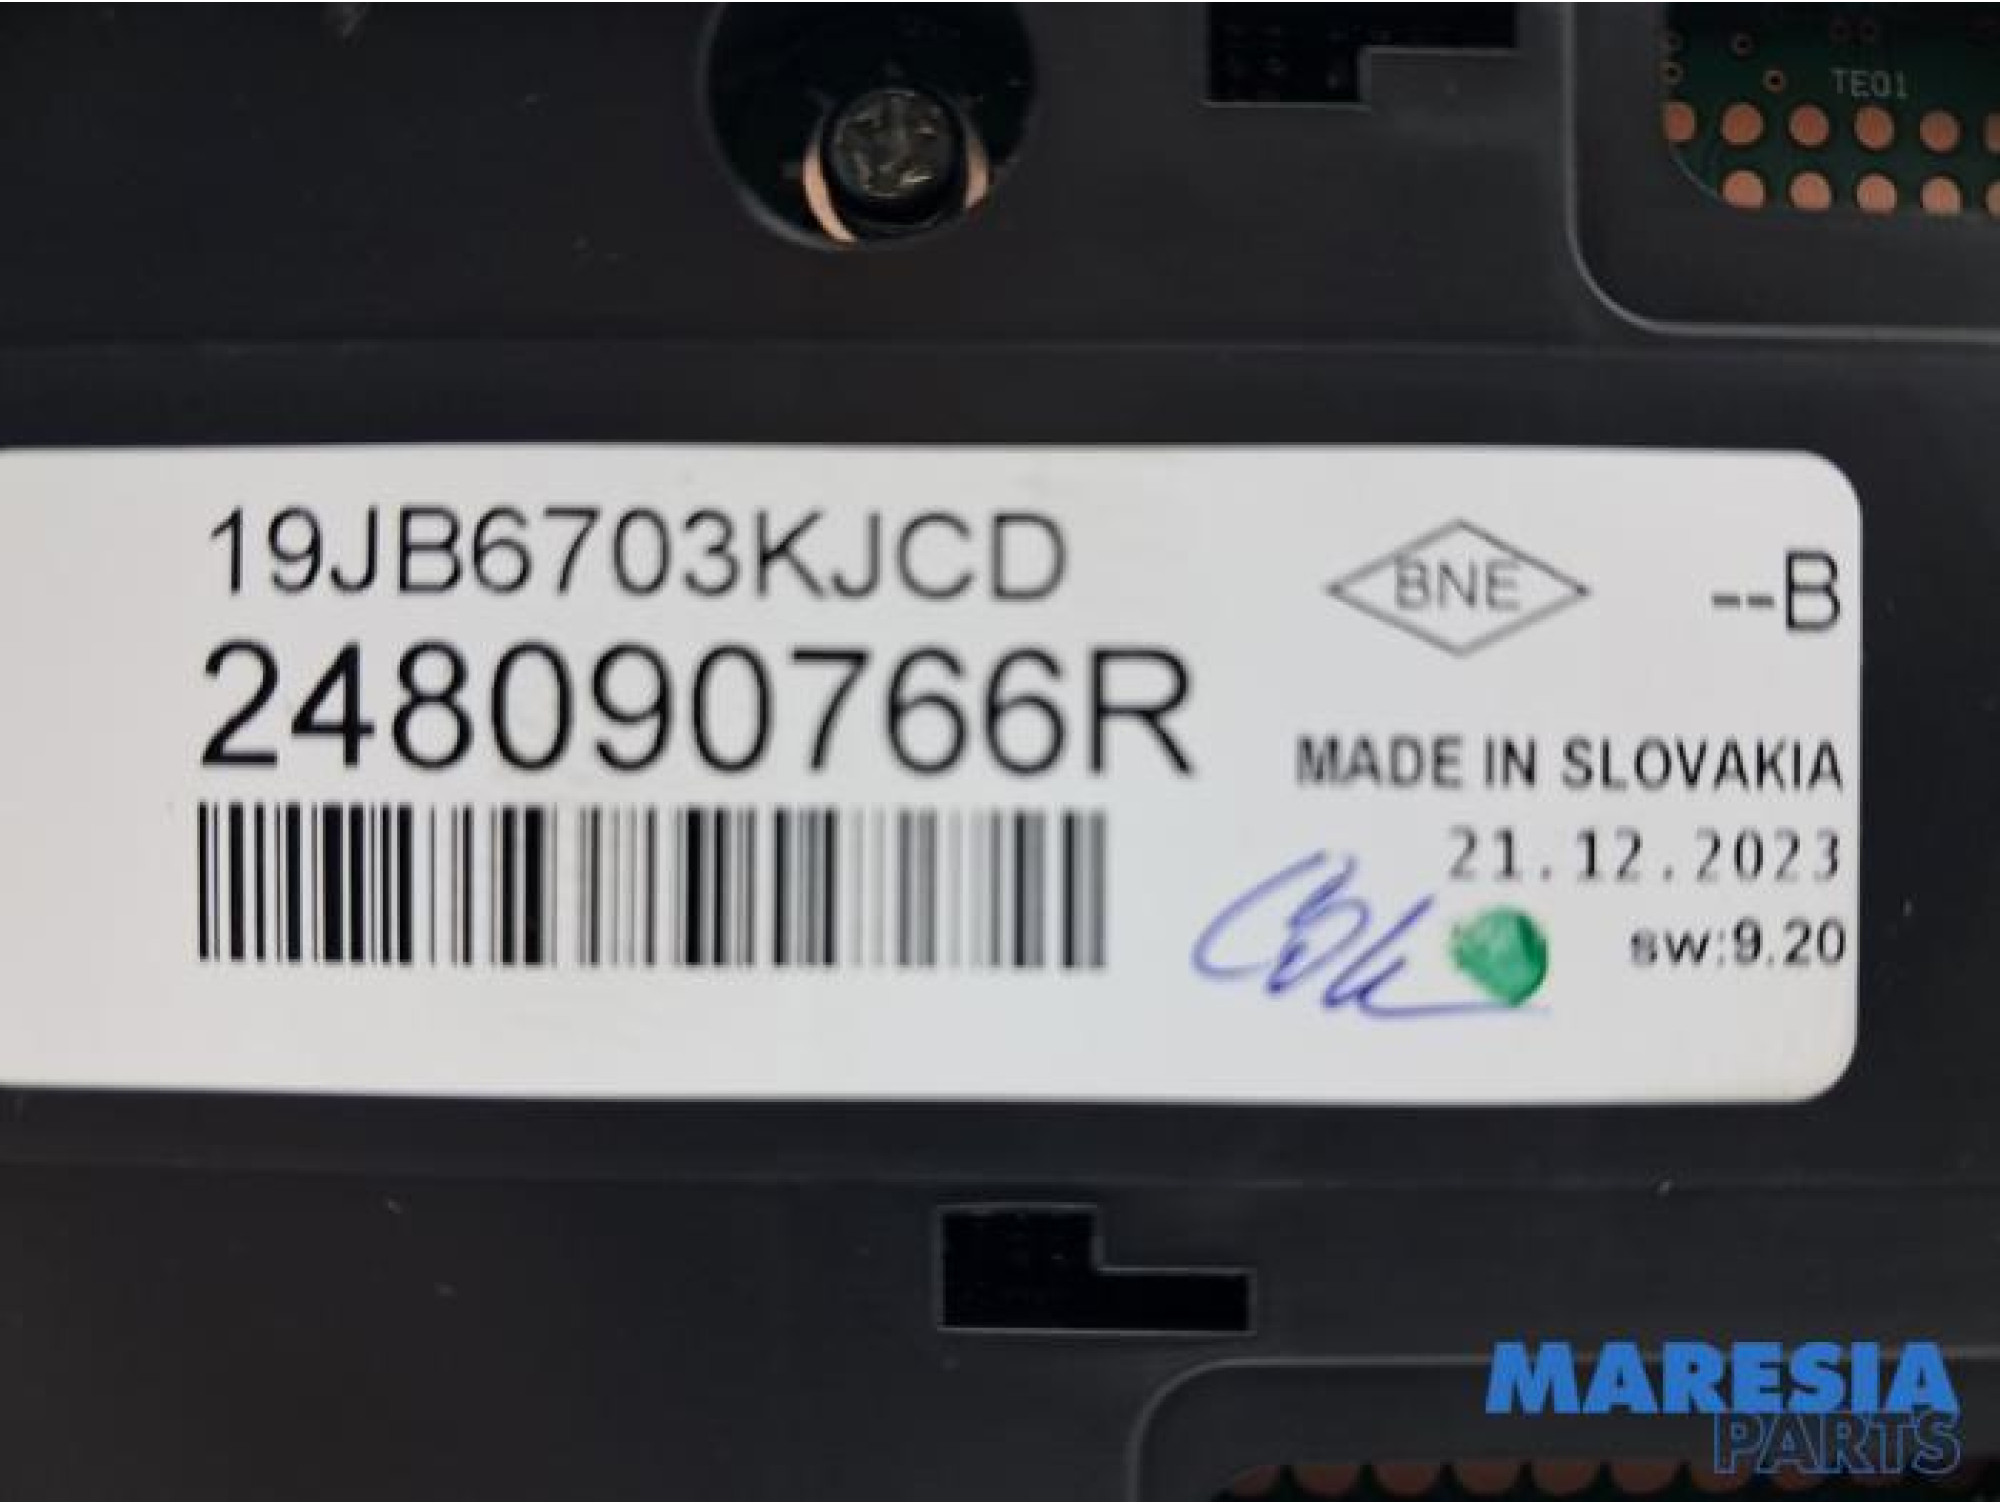 TE01
19JB6703KJCD
248090766R
BNE
--B
MADE IN SLOVAKIA
21.12.2023
sw:9.20
MARESIA
PARTS